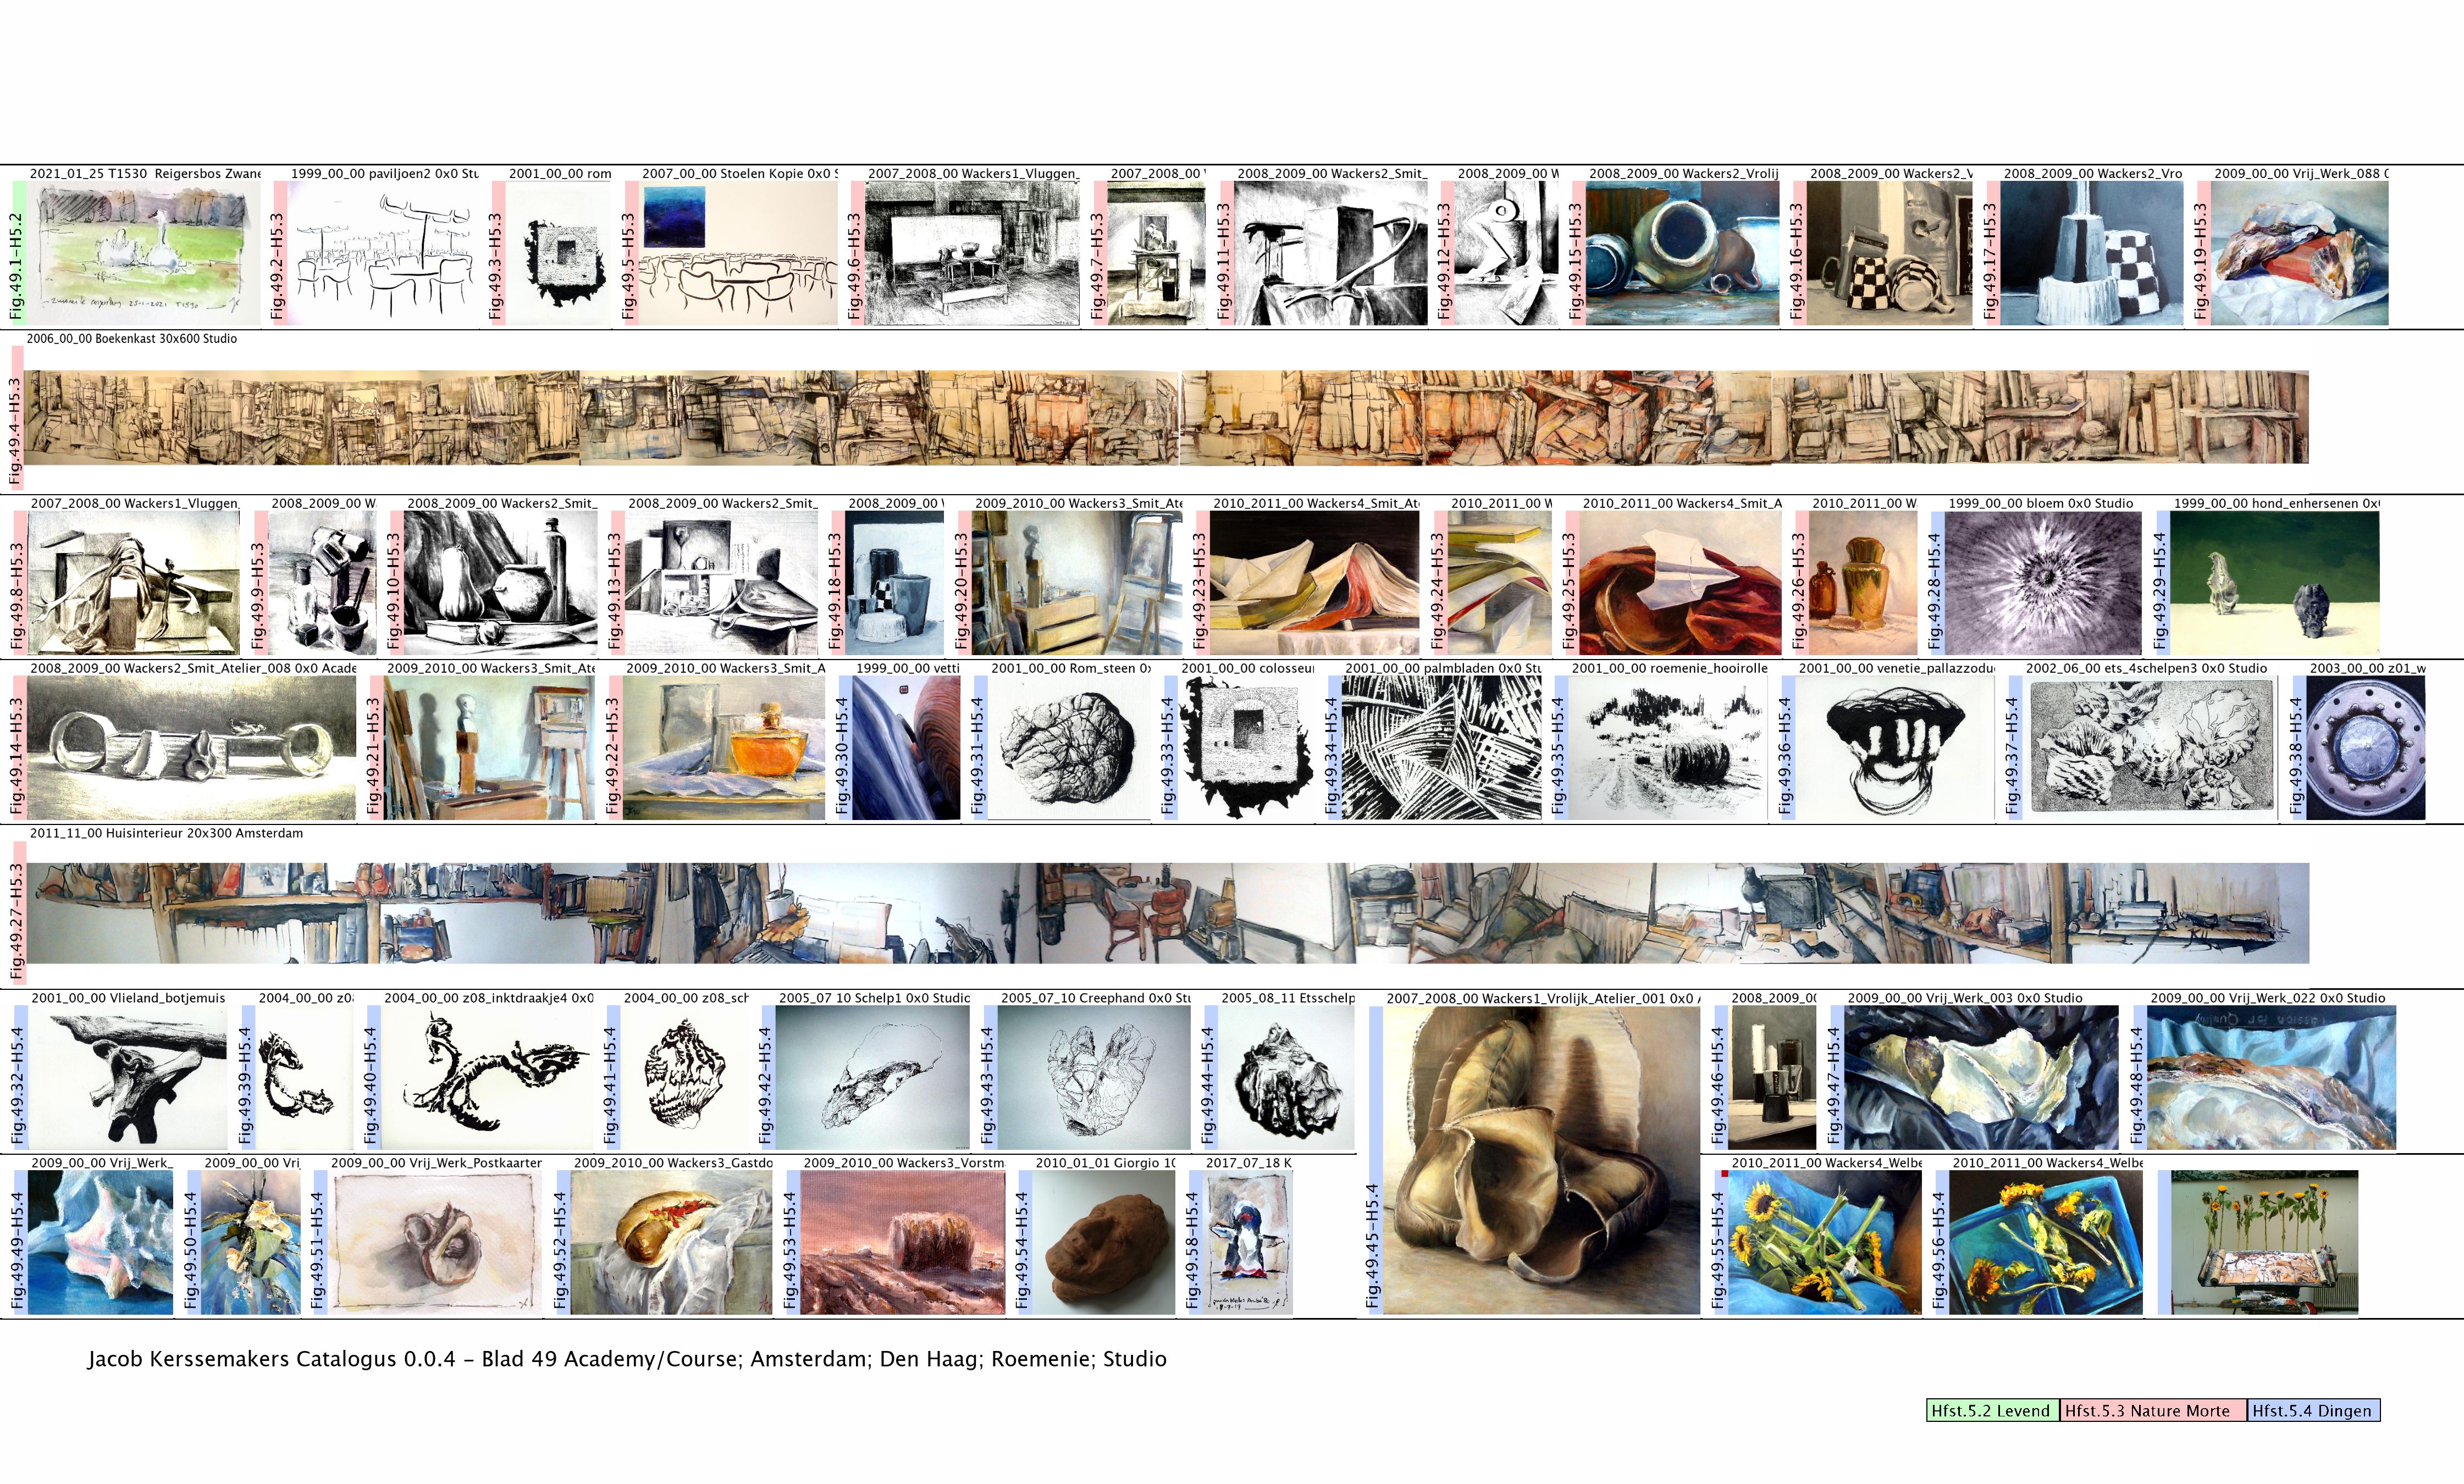 2021_01_25 T1530 Reigersbos Zwane
Fig.49.1-H5.2
1999_00_00 paviljoen2 0x0 Stu
Fig.49.2-H5.3
2001_00_00 rom
Fig.49.3-H5.3
2007_00_00 Stoelen Kopie 0x0 S
Fig.49.5-H5.3
2007_2008_00 Wackers1_Vluggen_
Fig.49.6-H5.3
2007_2008_00
Fig.49.7-H5.3
2008_2009_00 Wackers2_Smit_
Fig.49.11-H5.3
2008_2009_00 W
Fig.49.12-H5.3
2008_2009_00 Wackers2_Vrolij
Fig.49.15-H5.3
2008_2009_00 Wackers2_V
Fig.49.16-H5.3
2008_2009_00 Wackers2_Vro
Fig.49.17-H5.3
2009_00_00 Vrij_Werk_088 0
Fig.49.19-H5.3
2006_00_00 Boekenkast 30x600 Studio
Fig.49.4-H5.3
2007_2008_00 Wackers1_Vluggen_
Fig.49.8-H5.3
2008_2009_00 W
Fig.49.9-H5.3
2008_2009_00 Wackers2_Smit_
Fig.49.10-H5.3
2008_2009_00 Wackers2_Smit_
Fig.49.13-H5.3
2008_2009_00
Fig.49.18-H5.3
2009_2010_00 Wackers3_Smit_Ate
Fig.49.20-H5.3
2010_2011_00 Wackers4_Smit_Ate
Fig.49.23-H5.3
2010_2011_00 W
Fig.49.24-H5.3
2010_2011_00 Wackers4_Smit_A
Fig.49.25-H5.3
2010_2011_00 Wa
Fig.49.26-H5.3
1999_00_00 bloem 0x0 Studio
Fig.49.28-H5.4
1999_00_00 hond_enhersenen 0x
Fig.49.29-H5.4
2008_2009_00 Wackers2_Smit_Atelier_008 0x0 Acade
Fig.49.14-H5.3
2009_2010_00 Wackers3_Smit_Ate
Fig.49.21-H5.3
2009_2010_00 Wackers3_Smit_A
Fig.49.22-H5.3
1999_00_00 vetti
Fig.49.30-H5.4
2001_00_00 Rom_steen 0x
Fig.49.31-H5.4
2001_00_00 colosseu
Fig.49.33-H5.4
2001_00_00 palmbladen 0x0 Stu
Fig.49.34-H5.4
2001_00_00 roemenie_hooirolle
Fig.49.35-H5.4
2001_00_00 venetie_pallazzodu
Fig.49.36-H5.4
2002_06_00 ets_4schelpen3 0x0 Studio
Fig.49.37-H5.4
2003_00_00 z01_w
Fig.49.38-H5.4
2011_11_00 Huisinterieur 20x300 Amsterdam
Fig.49.27-H5.3
2001_00_00 Vlieland_botjemuis
Fig.49.32-H5.4
2004_00_00 z0
Fig.49.39-H5.4
2004_00_00 z08_inktdraakje4 0x0
Fig.49.40-H5.4
2004_00_00 z08_sch
Fig.49.41-H5.4
2005_07 10 Schelp1 0x0 Studio
Fig.49.42-H5.4
2005_07_10 Creephand 0x0 Stu
Fig.49.43-H5.4
2005_08_11 Etsschelp
Fig.49.44-H5.4
2007_2008_00 Wackers1_Vrolijk_Atelier_001 0x0
Fig.49.45-H5.4
2008_2009_00
Fig.49.46-H5.4
2009_00_00 Vrij_Werk_003 0x0 Studio
Fig.49.47-H5.4
2009_00_00 Vrij_Werk_022 0x0 Studio
Fig.49.48-H5.4
2009_00_00 Vrij_Werk_
Fig.49.49-H5.4
2009_00_00 Vrij
Fig.49.50-H5.4
2009_00_00 Vrij_Werk_Postkaarten
Fig.49.51-H5.4
2009_2010_00 Wackers3_Gastdo
Fig.49.52-H5.4
2009_2010_00 Wackers3_Vorstm
Fig.49.53-H5.4
2010_01_01 Giorgio 10
Fig.49.54-H5.4
2017_07_18 K
Fig.49.58-H5.4
2010_2011_00 Wackers4_Welbe
Fig.49.55-H5.4
2010_2011_00 Wackers4_Welbe
Fig.49.56-H5.4
Jacob Kerssemakers Catalogus 0.0.4 - Blad 49 Academy/Course; Amsterdam; Den Haag; Roemenie; Studio
Hfst.5.2 Levend
Hfst.5.3 Nature Morte
Hfst.5.4 Dingen